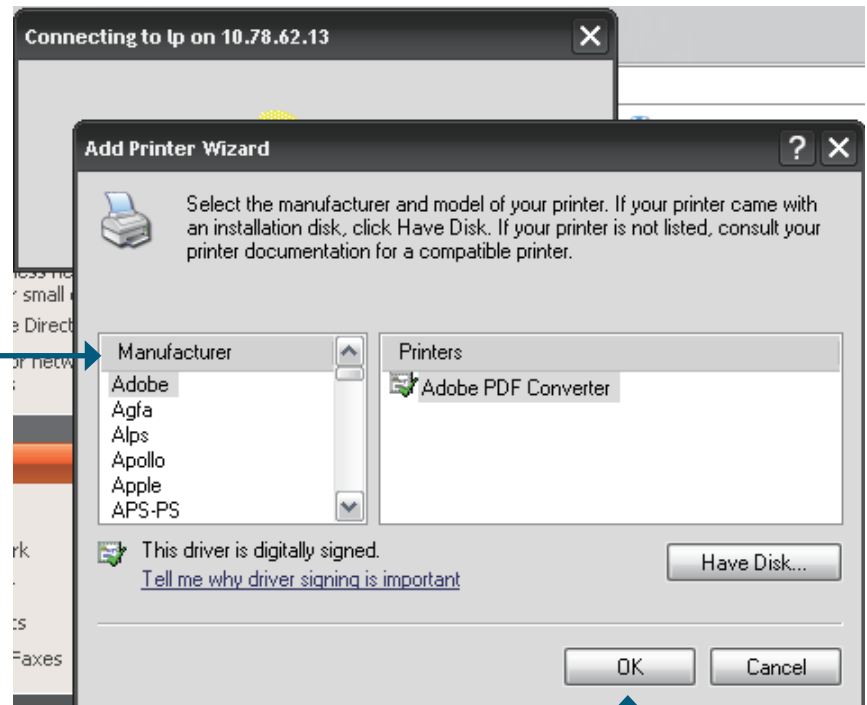 Connecting to lp on 10.78.62.13
Add Printer Wizard
Select the manufacturer and model of your printer. If your printer came with
an installation disk, click Have Disk. If your printer is not listed, consult your
printer documentation for a compatible printer.
small
Direct
Manufacturer
Adobe
Agfa
Alps
Apollo
Apple
APS-PS
Printers
Adobe PDF Converter
This driver is digitally signed.
Tell me why driver signing is important
Have Disk...
Faxes
OK
Cancel